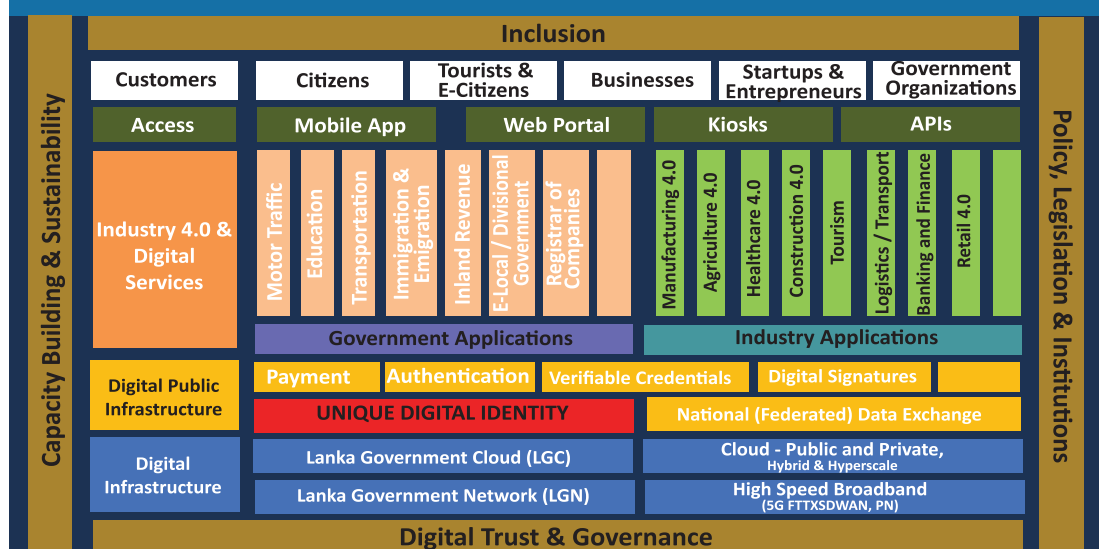 Inclusion
Customers
Citizens
Tourists &
E-Citizens
Businesses
Startups &
Entrepreneurs
Government
Organizations
Access
Mobile App
Web Portal
Kiosks
APIs
Capacity Building & Sustainability
Industry 4.0 &
Digital
Services
Motor Traffic
Education
Transportation
Immigration &
Emigration
Inland Revenue
E-Local / Divisional
Government
Registrar of
Companies
Manufacturing 4.0
Agriculture 4.0
Healthcare 4.0
Construction 4.0
Tourism
Logistics / Transport
Banking and Finance
Retail 4.0
Policy, Legislation & Institutions
Government Applications
Industry Applications
Digital Public
Infrastructure
Payment
Authentication
Verifiable Credentials
Digital Signatures
UNIQUE DIGITAL IDENTITY
National (Federated) Data Exchange
Digital
Infrastructure
Lanka Government Cloud (LGC)
Cloud - Public and Private,
Hybrid & Hyperscale
Lanka Government Network (LGN)
High Speed Broadband
(5G FTTXSDWAN, PN)
Digital Trust & Governance